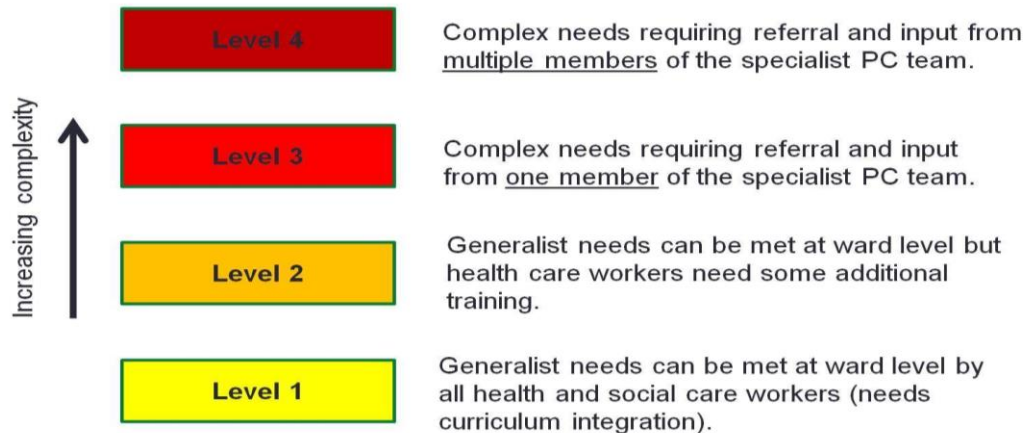 Level 4
Complex needs requiring referral and input from
multiple members of the specialist PC team.
Increasing complexity
Level 3
Complex needs requiring referral and input
from one member of the specialist PC team.
Level 2
Generalist needs can be met at ward level but
health care workers need some additional
training.
Level 1
Generalist needs can be met at ward level by
all health and social care workers (needs
curriculum integration).